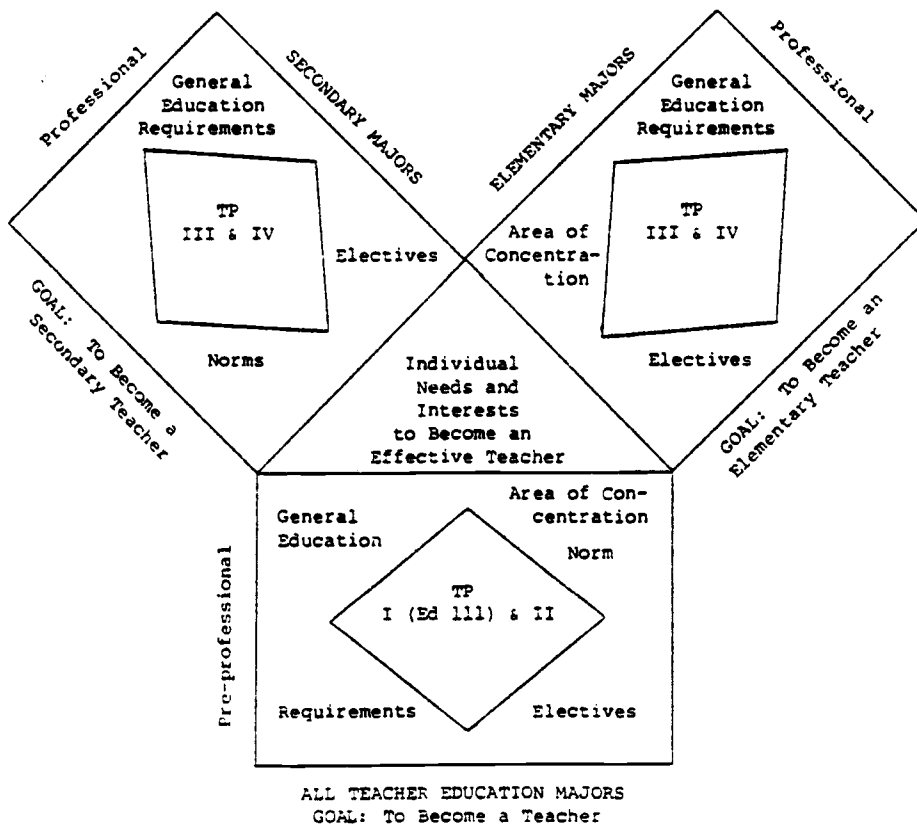 Professional
SECONDARY MAJORS
General
Education
Requirements
TP
III & IV
Electives
Norms
GOAL: To Become a
Secondary Teacher
ELEMENTARY MAJORS
Professional
General
Education
Requirements
TP
III & IV
Area of
Concentra-
tion
Electives
GOAL: To Become an
Elementary Teacher
Individual
Needs and
Interests
to Become an
Effective Teacher
Pre-professional
General
Education
Area of Con-
centration
Norm
TP
I (Ed 111) & II
Requirements
Electives
ALL TEACHER EDUCATION MAJORS
GOAL: To Become a Teacher